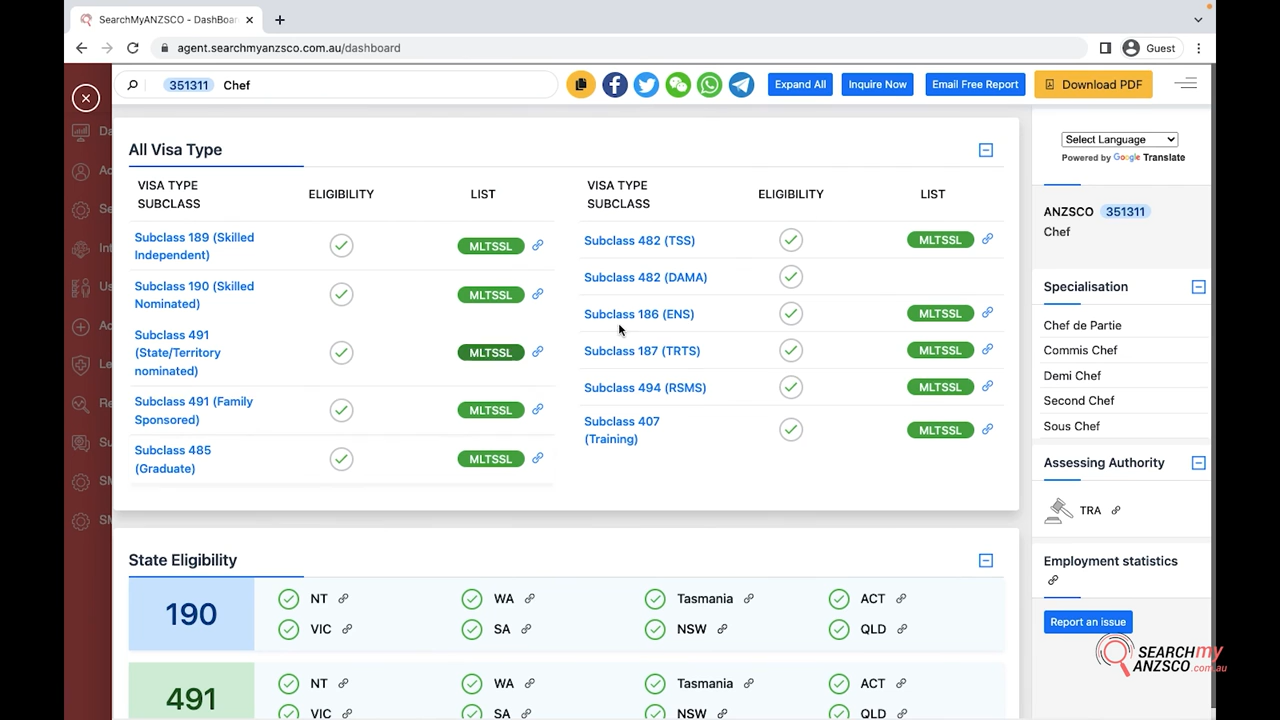 SearchMyANZSCO - DashBoar
agent.searchmyanzsco.com.au/dashboard
Guest
351311 Chef
Expand All
Inquire Now
Email Free Report
Download PDF
All Visa Type
VISA TYPE SUBCLASS
ELIGIBILITY
LIST
Subclass 189 (Skilled
Independent)
MLTSSL
Subclass 190 (Skilled
Nominated)
MLTSSL
Subclass 491
(State/Territory
nominated)
MLTSSL
Subclass 491 (Family
Sponsored)
MLTSSL
Subclass 485
(Graduate)
MLTSSL
VISA TYPE SUBCLASS
ELIGIBILITY
LIST
Subclass 482 (TSS)
MLTSSL
Subclass 482 (DAMA)
Subclass 186 (ENS)
MLTSSL
Subclass 187 (TRTS)
MLTSSL
Subclass 494 (RSMS)
MLTSSL
Subclass 407
(Training)
MLTSSL
State Eligibility
190
NT WA Tasmania ACT
VIC SA NSW QLD
491
NT WA Tasmania ACT
VIC SA NSW QLD
Select Language
Powered by Google Translate
ANZSCO 351311
Chef
Specialisation
Chef de Partie
Commis Chef
Demi Chef
Second Chef
Sous Chef
Assessing Authority
TRA
Employment statistics
Report an issue
SEARCHmy
ANZSCO.com.au